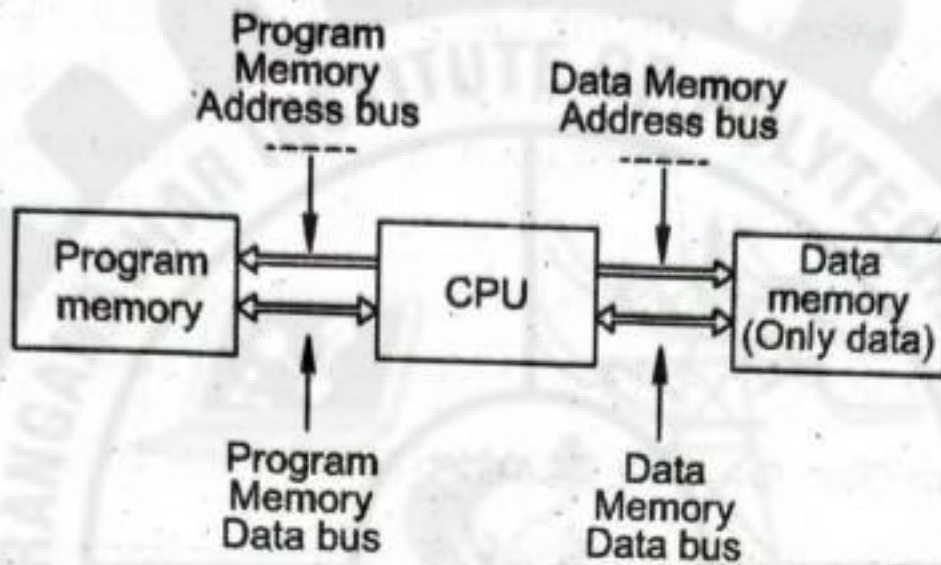 Program
Memory
Address bus
Data Memory
Address bus
Program
memory
CPU
Data
memory
(Only data)
Program
Memory
Data bus
Data
Memory
Data bus